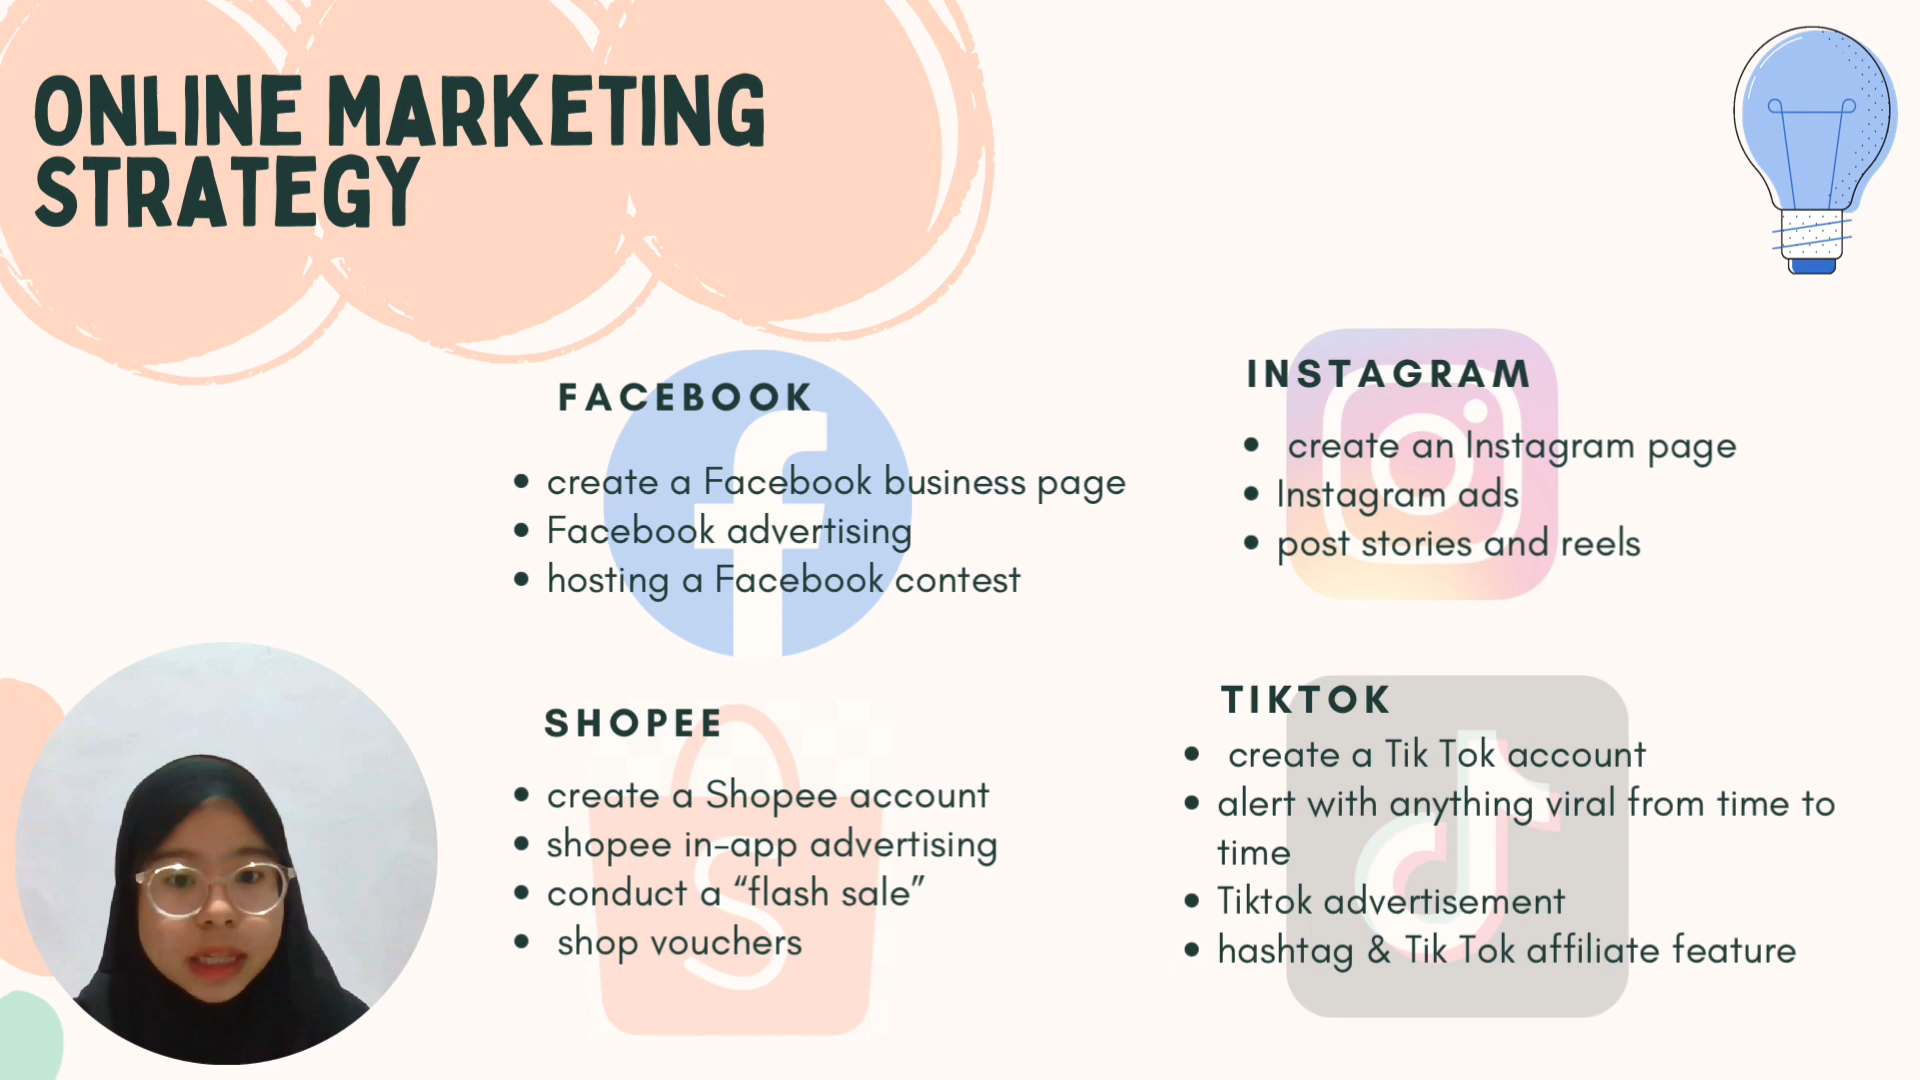 ONLINE MARKETING
STRATEGY
FACEBOOK
• create a Facebook business page
• Facebook advertising
• hosting a Facebook contest
INSTAGRAM
• create an Instagram page
• Instagram ads
• post stories and reels
SHOPEE
• create a Shopee account
• shopee in-app advertising
• conduct a “flash sale”
• shop vouchers
TIKTOK
• create a Tik Tok account
• alert with anything viral from time to
time
• Tiktok advertisement
• hashtag & Tik Tok affiliate feature